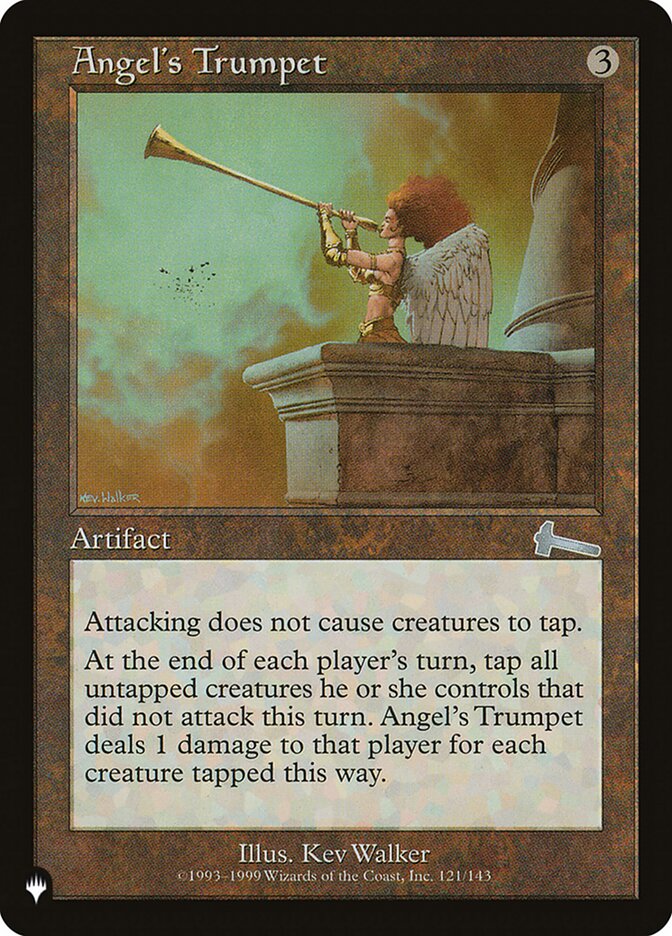 Angel's Trumpet
3
Kev. Walker
Artifact
Attacking does not cause creatures to tap.
At the end of each player's turn, tap all
untapped creatures he or she controls that
did not attack this turn. Angel's Trumpet
deals 1 damage to that player for each
creature tapped this way.
Illus. Kev Walker
©1993–1999 Wizards of the Coast, Inc. 121/143